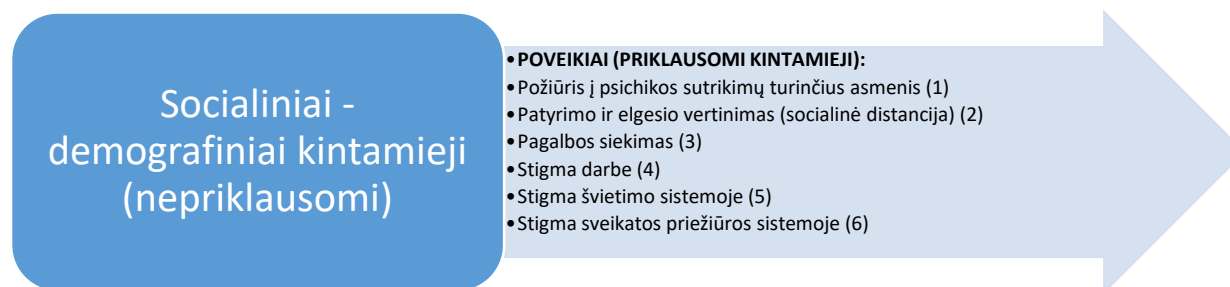 Socialiniai -
demografiniai kintamieji
(nepriklausomi)
•POVEIKIAI (PRIKLAUSOMI KINTAMIEJI):
•Požiūris į psichikos sutrikimų turinčius asmenis (1)
•Patyrimo ir elgesio vertinimas (socialinė distancija) (2)
•Pagalbos siekimas (3)
•Stigma darbe (4)
•Stigma švietimo sistemoje (5)
•Stigma sveikatos priežiūros sistemoje (6)